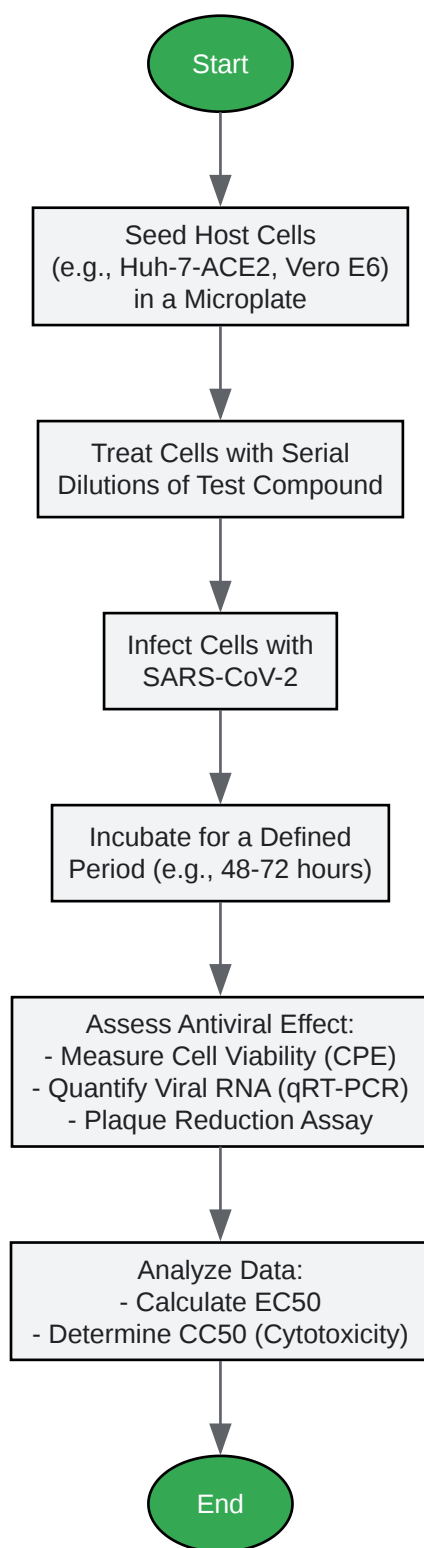 Start
Seed Host Cells
(e.g., Huh-7-ACE2, Vero E6)
in a Microplate
Treat Cells with Serial
Dilutions of Test Compound
Infect Cells with
SARS-CoV-2
Incubate for a Defined
Period (e.g., 48-72 hours)
Assess Antiviral Effect:
- Measure Cell Viability (CPE)
- Quantify Viral RNA (qRT-PCR)
- Plaque Reduction Assay
Analyze Data:
- Calculate EC50
- Determine CC50 (Cytotoxicity)
End